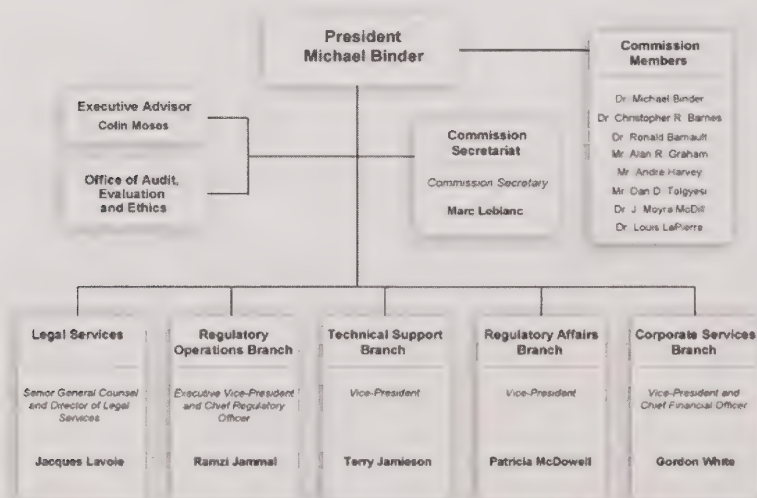 President
Michael Binder
Commission
Members
Dr. Michael Binder
Dr. Christopher R. Barnes
Dr. Ronald Barriault
Mr. Alan R. Graham
Mr. Andre Harvey
Mr. Dan D. Tolgyesi
Dr. J. Moyra McDill
Dr. Louis LaPierre
Executive Advisor
Colin Moses
Office of Audit,
Evaluation
and Ethics
Commission
Secretariat
Commission Secretary
Marc Leblanc
Legal Services
Senior General Counsel
and Director of Legal
Services
Jacques Lavoie
Regulatory
Operations Branch
Executive Vice-President
and Chief Regulatory
Officer
Ramzi Jammal
Technical Support
Branch
Vice-President
Terry Jamieson
Regulatory Affairs
Branch
Vice-President
Patricia McDowell
Corporate Services
Branch
Vice-President and
Chief Financial Officer
Gordon White